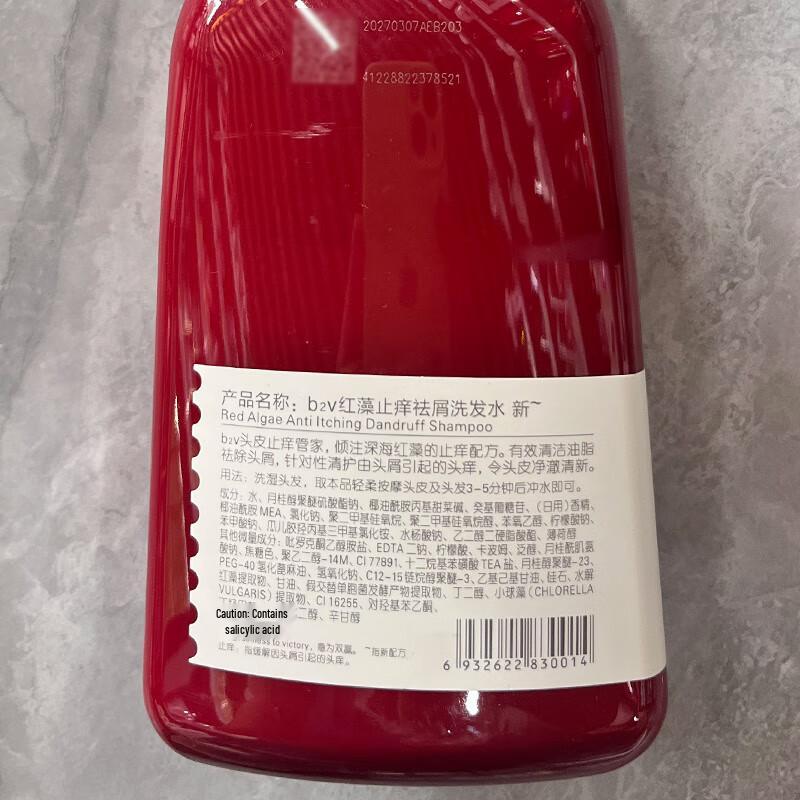 20270307AEB203
41228822378521
产品名称：b2v红藻止痒祛屑洗发水 新~
Red Algae Anti Itching Dandruff Shampoo
b2v头皮止痒管家，倾注深海红藻的止痒配方。有效清洁油脂
祛除头屑，针对性清护由头屑引起的头痒，令头皮净澈清新。
用法：洗湿头发，取本品轻柔按摩头皮及头发3-5分钟后冲水即可。
成分：水、月桂醇聚醚硫酸酯钠、椰油酰胺丙基甜菜碱、癸基葡糖苷、（日用）香精、
椰油酰胺 MEA、氯化钠、聚二甲基硅氧烷、聚二甲基硅氧烷醇、苯氧乙醇、柠檬酸钠、
苯甲酸钠、瓜儿胶羟丙基三甲基氯化铵、水杨酸钠、乙二醇二硬脂酸酯、薄荷醇
其他微量成分：吡罗克酮乙醇胺盐、EDTA 二钠、柠檬酸、卡波姆、泛醇、月桂酰肌氨
酸钠、焦糖色、聚乙二醇-14M、CI 77891、十二烷基苯磺酸 TEA 盐、月桂醇聚醚-23、
PEG-40 氢化蓖麻油、氢氧化钠、C12-15 链烷醇聚醚-3、乙基己基甘油、硅石、水解
红藻提取物、甘油、假交替单胞菌发酵产物提取物、丁二醇、小球藻（CHLORELLA
VULGARIS）提取物、CI 16255、对羟基苯乙酮、
二醇、辛甘醇
Caution: Contains
salicylic acid
to victory，意为双赢。 ~指新配方
止痒：指缓解因头屑引起的头痒。
6 932622 830014